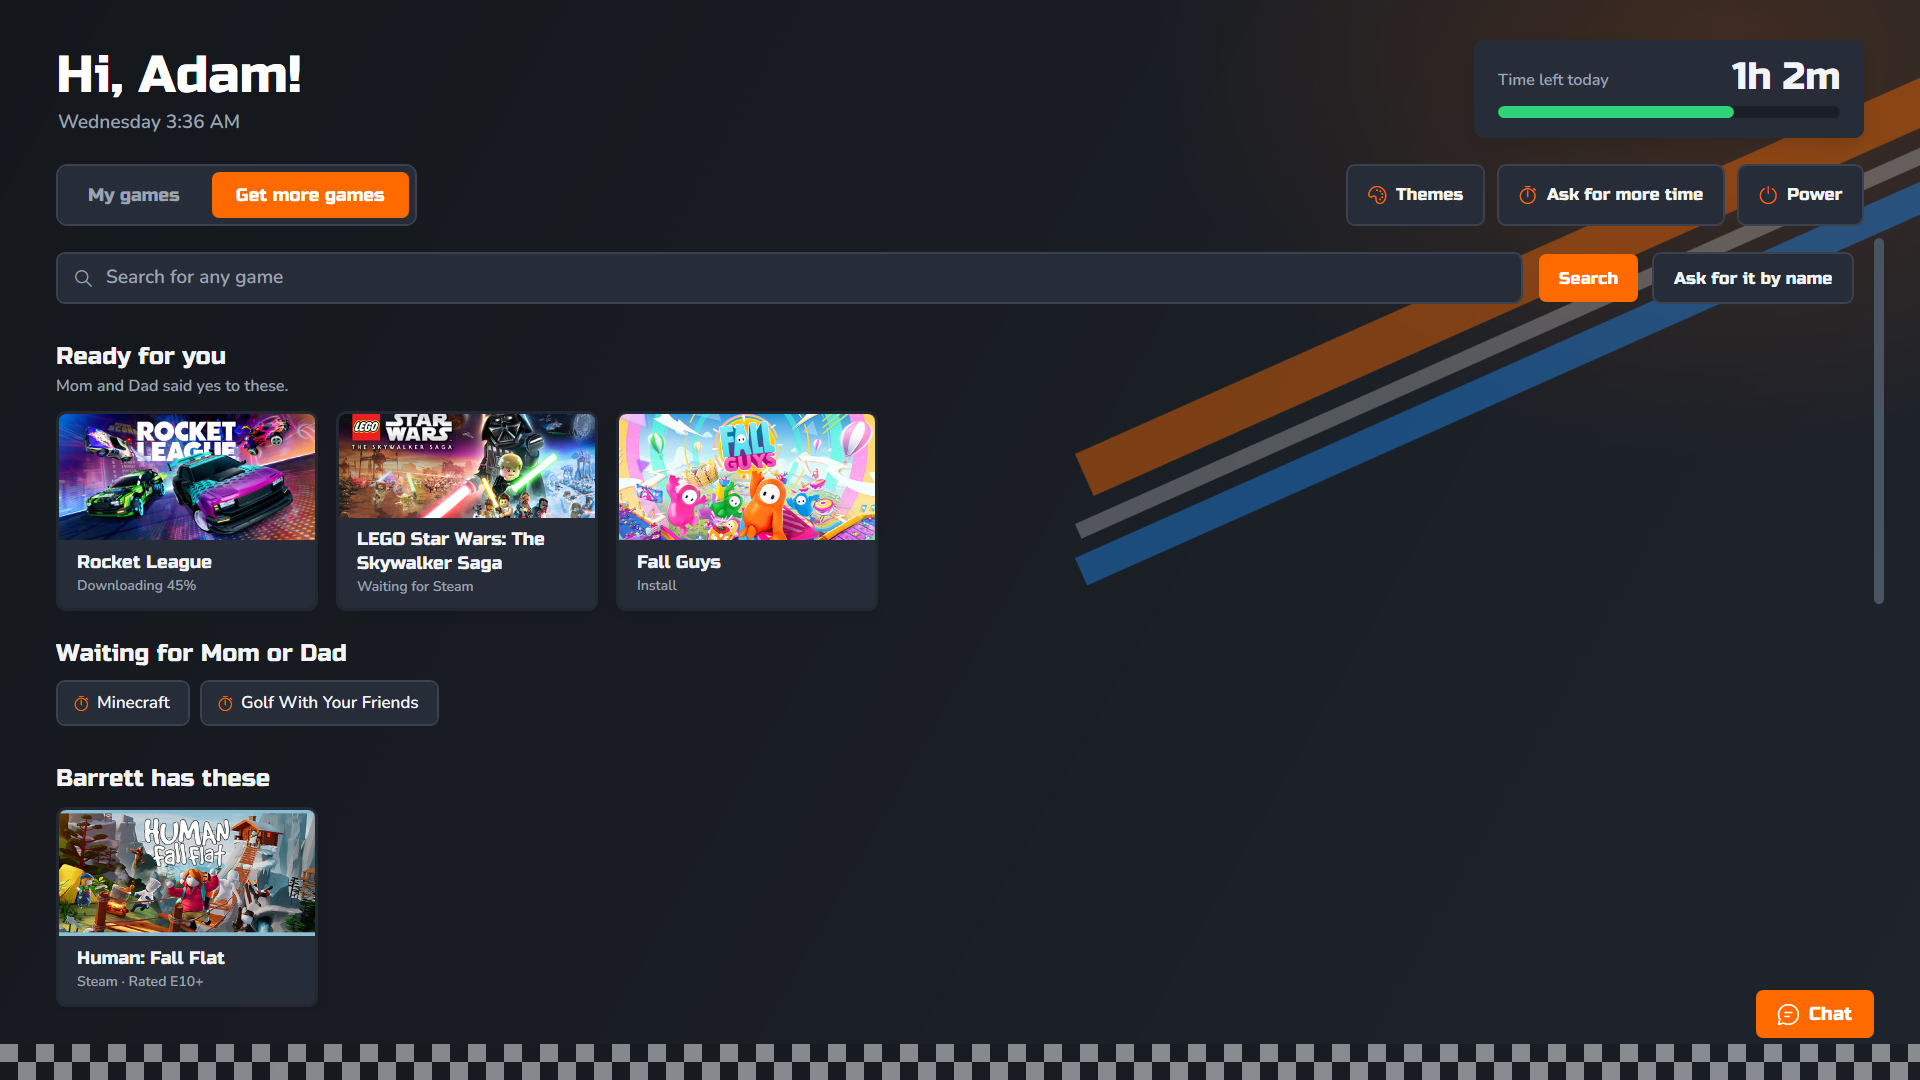 Hi, Adam!
Wednesday 3:36 AM
Time left today
1h 2m
My games
Get more games
Themes
Ask for more time
Power
Search for any game
Search
Ask for it by name
Ready for you
Mom and Dad said yes to these.
ROCKET
LEAGUE
Rocket League
Downloading 45%
LEGO
STAR
WARS
THE SKYWALKER SAGA
LEGO Star Wars: The
Skywalker Saga
Waiting for Steam
FALL
GUYS
Fall Guys
Install
Waiting for Mom or Dad
Minecraft
Golf With Your Friends
Barrett has these
HUMAN
fall flat
Human: Fall Flat
Steam · Rated E10+
Chat